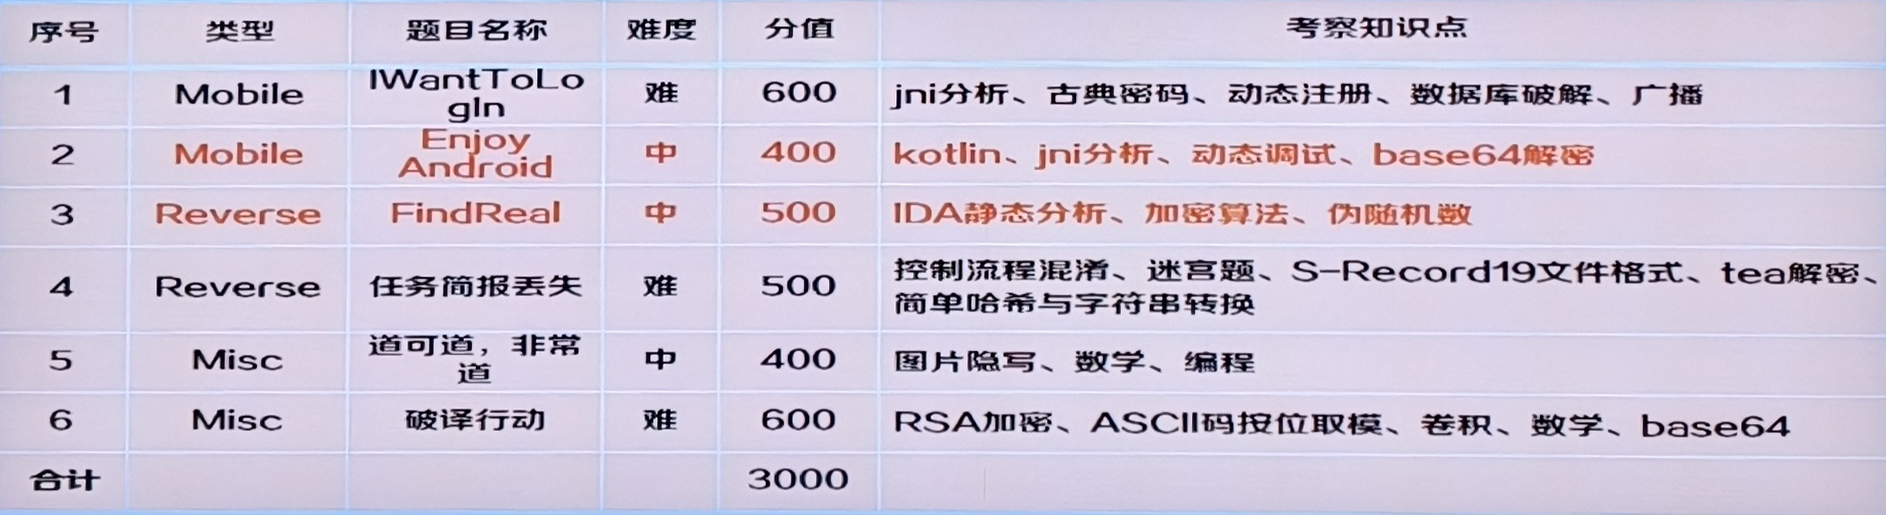 序号 类型 题目名称 难度 分值 考察知识点
1 Mobile IWantToLo
gIn 难 600 jni分析、古典密码、动态注册、数据库破解、广播
2 Mobile Enjoy
Android 中 400 kotlin、jni分析、动态调试、base64解密
3 Reverse FindReal 中 500 IDA静态分析、加密算法、伪随机数
4 Reverse 任务简报丢失 难 500 控制流程混淆、迷宫题、S-Record19文件格式、tea解密、
简单哈希与字符串转换
5 Misc 道可道，非常
道 中 400 图片隐写、数学、编程
6 Misc 破译行动 难 600 RSA加密、ASCII码按位取模、卷积、数学、base64
合计 3000